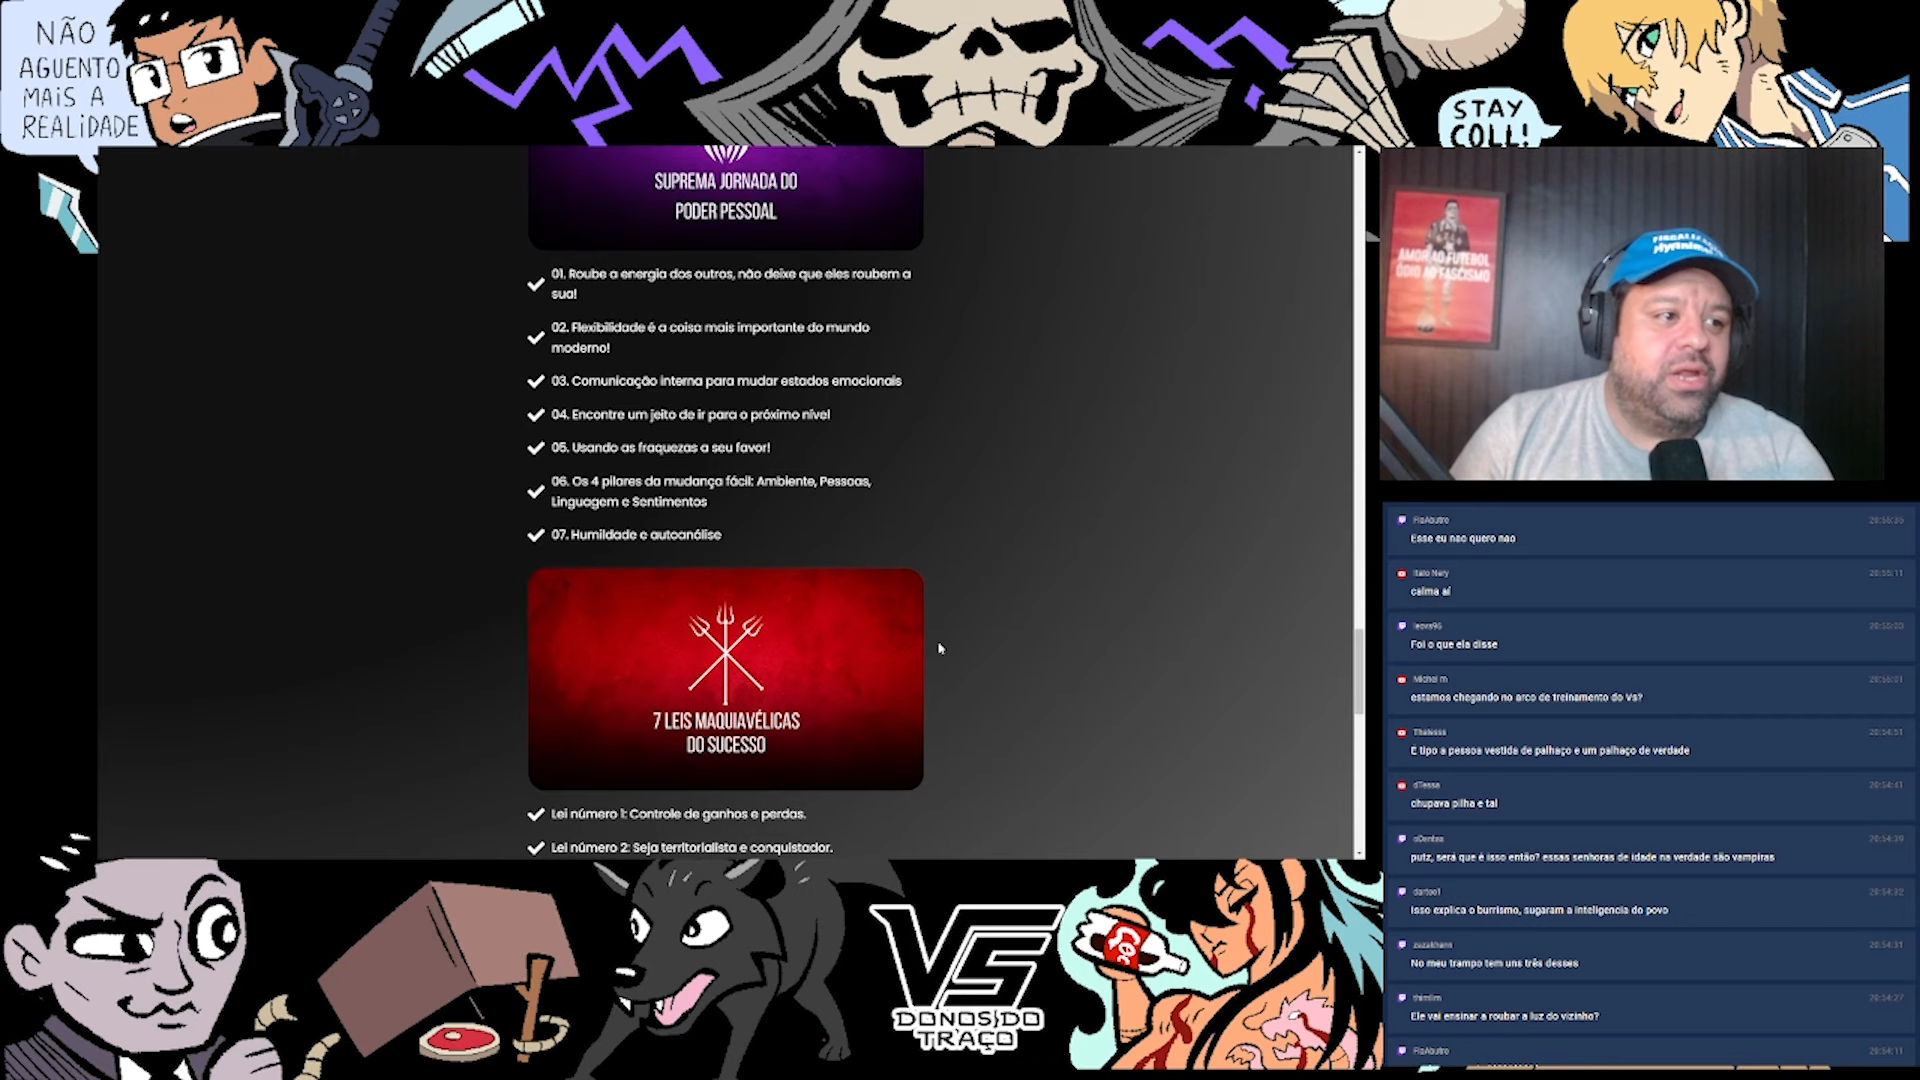 NÃO
AGUENTO
MAIS A
REALIDADE
STAY
COLL!
SUPREMA JORNADA DO
PODER PESSOAL
01. Roube a energia dos outros, não deixe que eles roubem a
sua!
02. Flexibilidade é a coisa mais importante do mundo
moderno!
03. Comunicação interna para mudar estados emocionais
04. Encontre um jeito de ir para o próximo nível
05. Usando as fraquezas a seu favor!
06. Os 4 pilares da mudança fácil: Ambiente, Pessoas,
Linguagem e Sentimentos
07. Humildade e autoanálise
7 LEIS MAQUIAVÉLICAS
DO SUCESSO
Lei número 1: Controle de ganhos e perdas.
Lei número 2: Seja territorialista e conquistador.
AMOR AO FUTEBOL
ÓDIO AO FASCISMO
Esse eu nao quero nao
Italo Nery
calma aí
Foi o que ela disse
Michel m
estamos chegando no arco de treinamento do Vs?
Thalesss
E tipo a pessoa vestida de palhaço e um palhaço de verdade
dTessa
chupava pilha e tal
putz, será que é isso então? essas senhoras de idade na verdade são vampiras
isso explica o burrismo, sugaram a inteligencia do povo
No meu trampo tem uns três desses
Ele vai ensinar a roubar a luz do vizinho?
VS
DONOS DO
TRAÇO